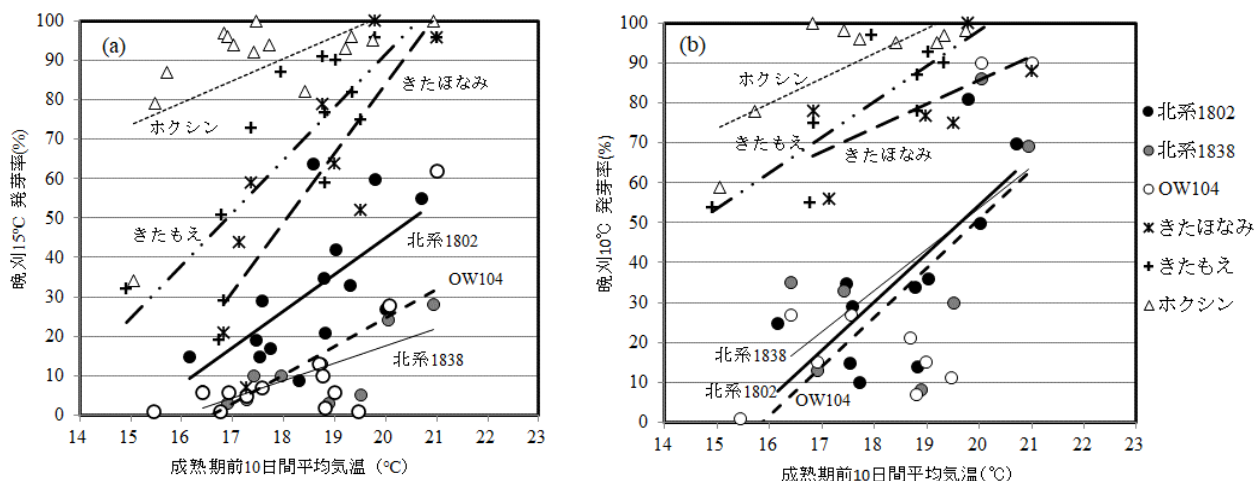 (a)
晩刈15℃ 発芽率(%)
100
90
80
70
60
50
40
30
20
10
0
ホクシン
きたほなみ
きたもえ
北系1802
OW104
北系1838
14 15 16 17 18 19 20 21 22 23
成熟期前10日間平均気温（℃）
(b)
晩刈10℃ 発芽率(%)
100
90
80
70
60
50
40
30
20
10
0
ホクシン
きたもえ
きたほなみ
北系1838
北系1802
OW104
14 15 16 17 18 19 20 21 22 23
成熟期前10日間平均気温(℃)
北系1802
北系1838
OW104
きたほなみ
きたもえ
ホクシン